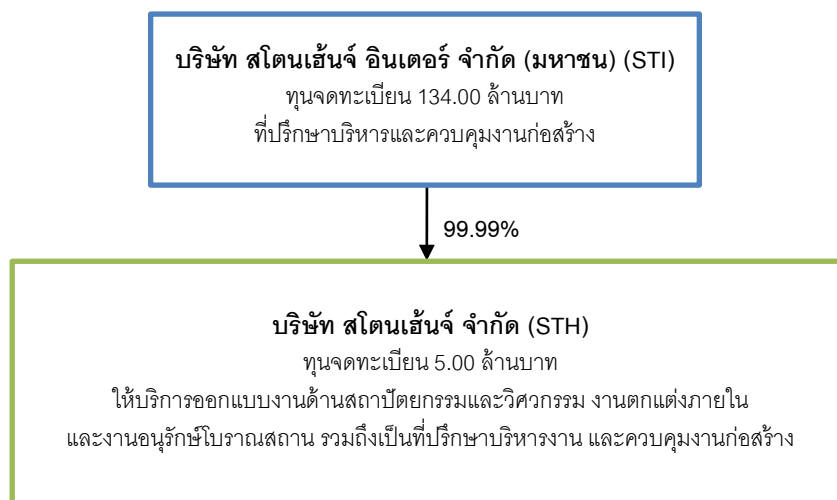 บริษัท สโตนเฮ้นจ์ อินเตอร์ จำกัด (มหาชน) (STI)
ทุนจดทะเบียน 134.00 ล้านบาท
ที่ปรึกษาบริหารและควบคุมงานก่อสร้าง
99.99%
บริษัท สโตนเฮ้นจ์ จำกัด (STH)
ทุนจดทะเบียน 5.00 ล้านบาท
ให้บริการออกแบบงานด้านสถาปัตยกรรมและวิศวกรรม งานตกแต่งภายใน
และงานอนุรักษ์โบราณสถาน รวมถึงเป็นที่ปรึกษาบริหารงาน และควบคุมงานก่อสร้าง